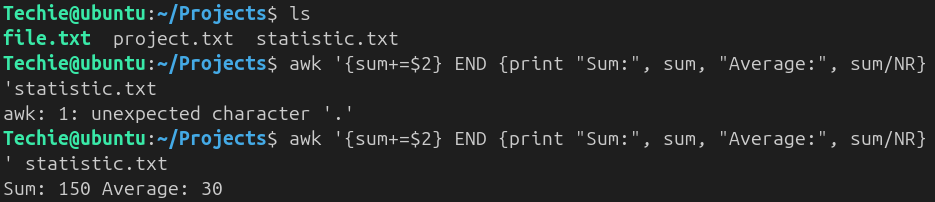 Techie@ubuntu:~/Projects$ ls
file.txt  project.txt  statistic.txt
Techie@ubuntu:~/Projects$ awk '{sum+=$2} END {print "Sum:", sum, "Average:", sum/NR}
'statistic.txt
awk: 1: unexpected character '.'
Techie@ubuntu:~/Projects$ awk '{sum+=$2} END {print "Sum:", sum, "Average:", sum/NR}
' statistic.txt
Sum: 150 Average: 30